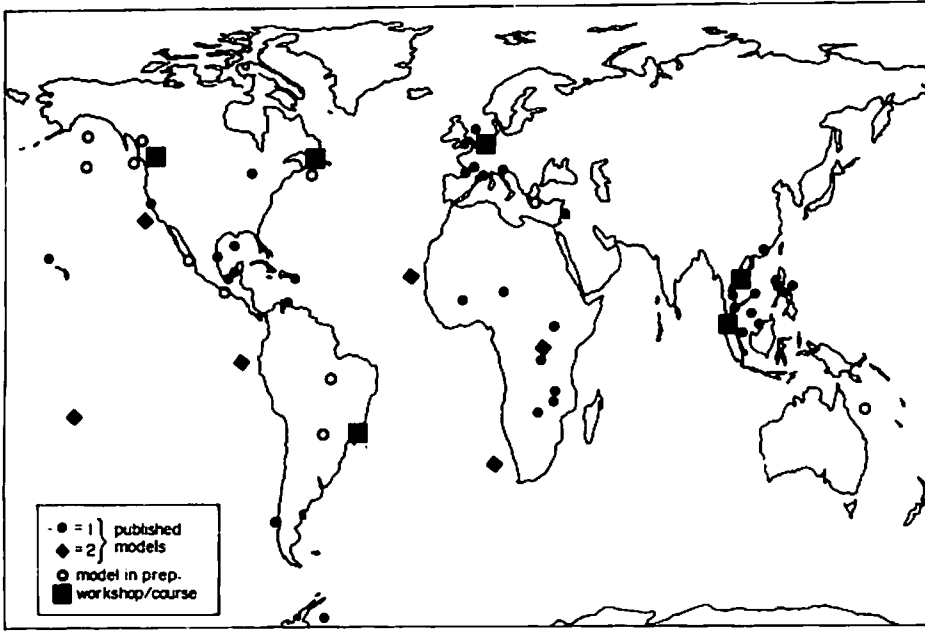 = 1 } published
= 2 } models
model in prep.
workshop/course